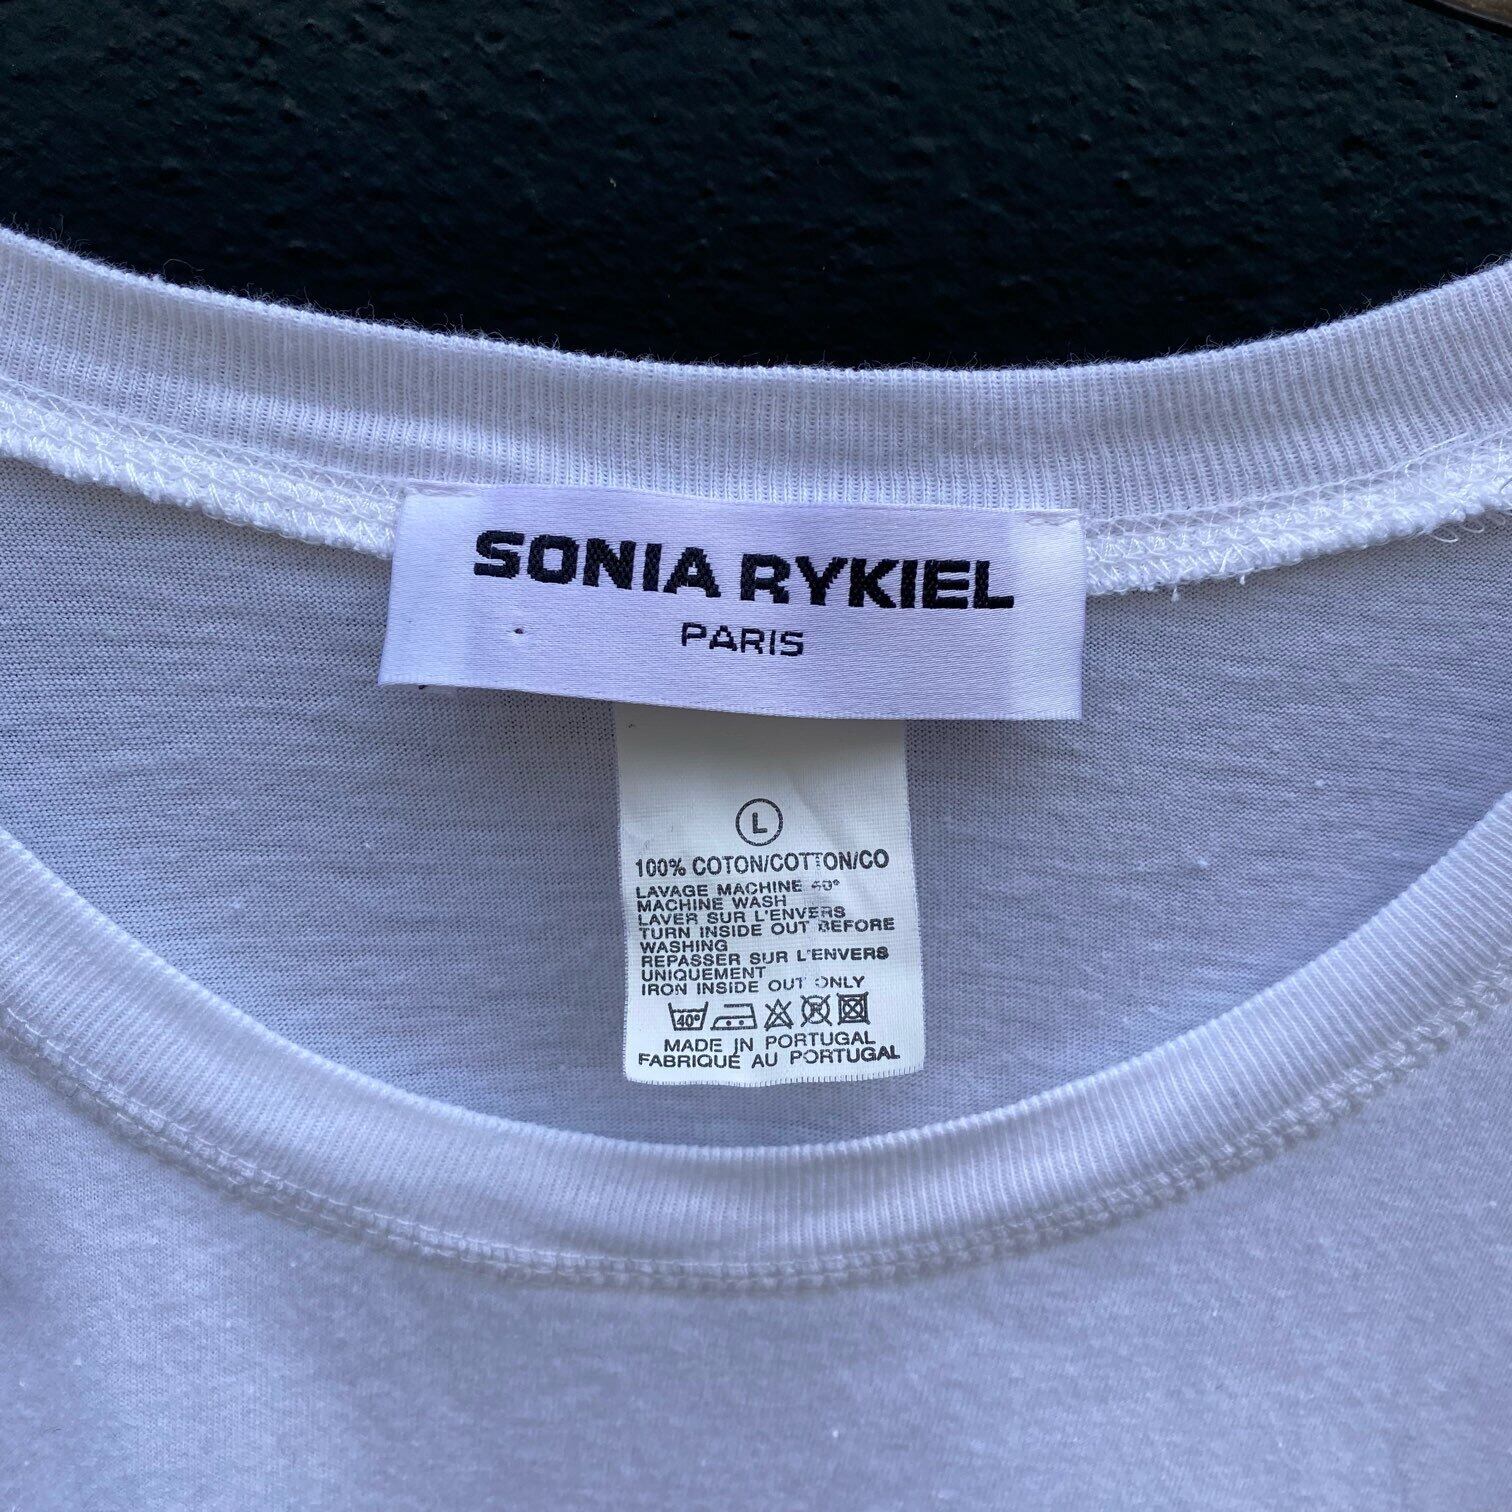 SONIA RYKIEL
PARIS
L
100% COTON/COTTON/CO
LAVAGE MACHINE 40°
MACHINE WASH
LAVER SUR L'ENVERS
TURN INSIDE OUT BEFORE
WASHING
REPASSER SUR L'ENVERS
UNIQUEMENT
IRON INSIDE OUT ONLY
40°
MADE IN PORTUGAL
FABRIQUÉ AU PORTUGAL